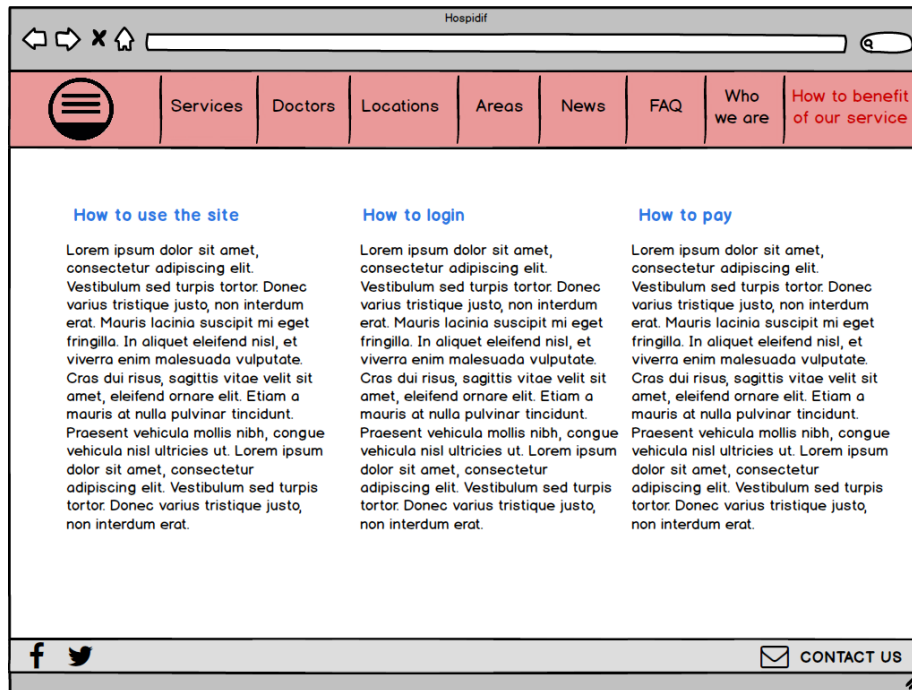 Hospidif
Services
Doctors
Locations
Areas
News
FAQ
Who
we are
How to benefit
of our service
How to use the site
Lorem ipsum dolor sit amet,
consectetur adipiscing elit.
Vestibulum sed turpis tortor. Donec
varius tristique justo, non interdum
erat. Mauris lacinia suscipit mi eget
fringilla. In aliquet eleifend nisl, et
viverra enim malesuada vulputate.
Cras dui risus, sagittis vitae velit sit
amet, eleifend ornare elit. Etiam a
mauris at nulla pulvinar tincidunt.
Praesent vehicula mollis nibh, congue
vehicula nisl ultricies ut. Lorem ipsum
dolor sit amet, consectetur
adipiscing elit. Vestibulum sed turpis
tortor. Donec varius tristique justo,
non interdum erat.
How to login
Lorem ipsum dolor sit amet,
consectetur adipiscing elit.
Vestibulum sed turpis tortor. Donec
varius tristique justo, non interdum
erat. Mauris lacinia suscipit mi eget
fringilla. In aliquet eleifend nisl, et
viverra enim malesuada vulputate.
Cras dui risus, sagittis vitae velit sit
amet, eleifend ornare elit. Etiam a
mauris at nulla pulvinar tincidunt.
Praesent vehicula mollis nibh, congue
vehicula nisl ultricies ut. Lorem ipsum
dolor sit amet, consectetur
adipiscing elit. Vestibulum sed turpis
tortor. Donec varius tristique justo,
non interdum erat.
How to pay
Lorem ipsum dolor sit amet,
consectetur adipiscing elit.
Vestibulum sed turpis tortor. Donec
varius tristique justo, non interdum
erat. Mauris lacinia suscipit mi eget
fringilla. In aliquet eleifend nisl, et
viverra enim malesuada vulputate.
Cras dui risus, sagittis vitae velit sit
amet, eleifend ornare elit. Etiam a
mauris at nulla pulvinar tincidunt.
Praesent vehicula mollis nibh, congue
vehicula nisl ultricies ut. Lorem ipsum
dolor sit amet, consectetur
adipiscing elit. Vestibulum sed turpis
tortor. Donec varius tristique justo,
non interdum erat.
CONTACT US